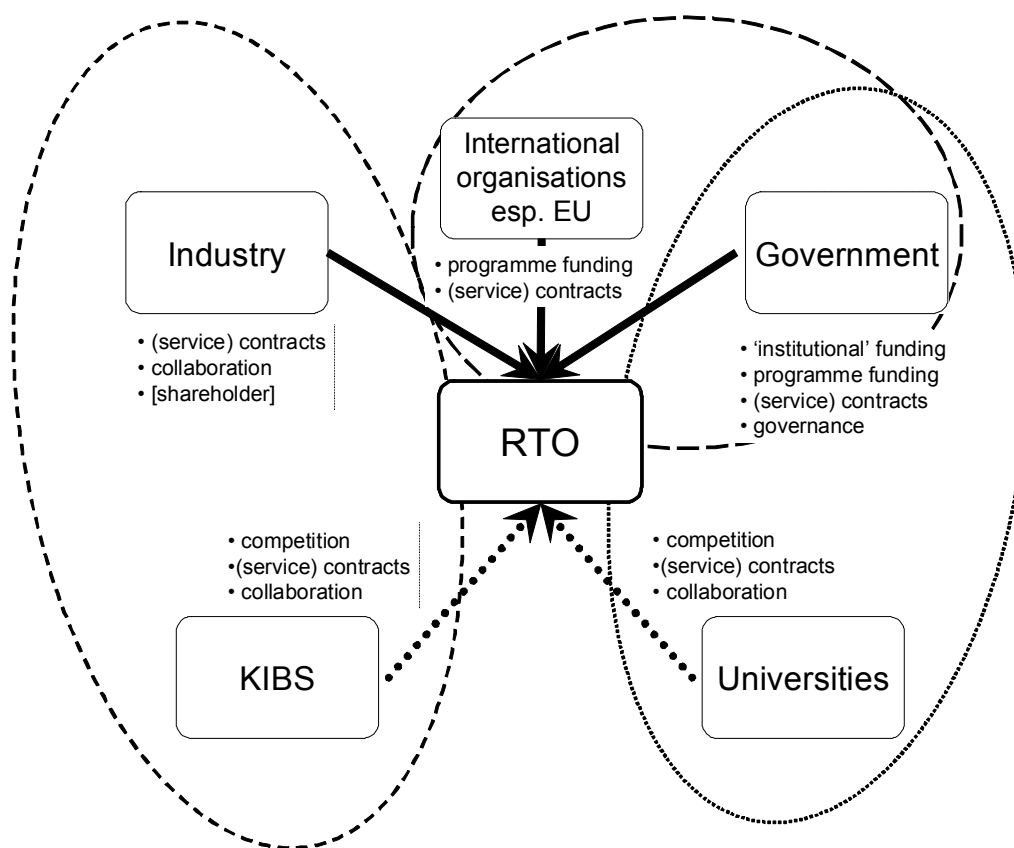 International
organisations
esp. EU
Industry
Government
• programme funding
• (service) contracts
• (service) contracts
• collaboration
• [shareholder]
• ‘institutional’ funding
• programme funding
• (service) contracts
• governance
RTO
• competition
•(service) contracts
• collaboration
• competition
•(service) contracts
• collaboration
KIBS
Universities